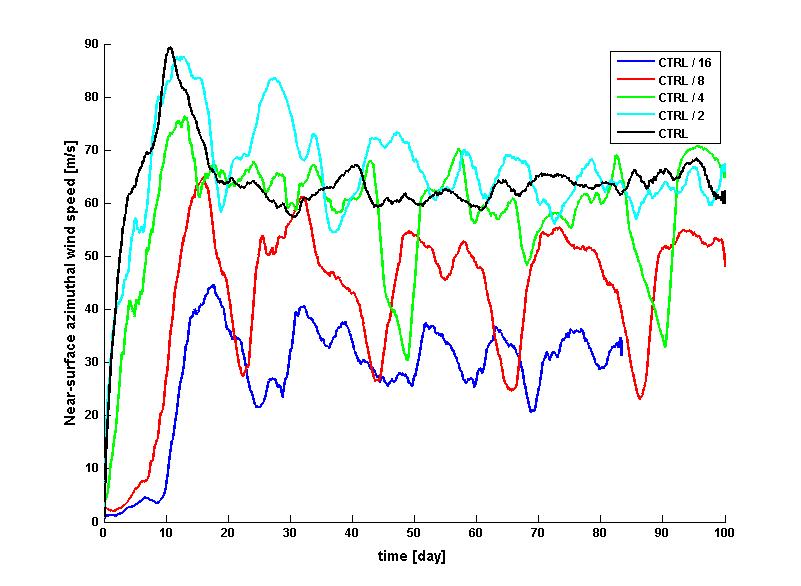 90
80
70
60
50
40
30
20
10
0
Near-surface azimuthal wind speed [m/s]
CTRL / 16
CTRL / 8
CTRL / 4
CTRL / 2
CTRL
0 10 20 30 40 50 60 70 80 90 100
time [day]